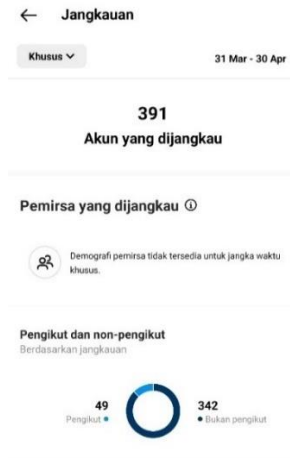 Jangkauan
Khusus
31 Mar - 30 Apr
391
Akun yang dijangkau
Pemirsa yang dijangkau
Demografi pemirsa tidak tersedia untuk jangka waktu
khusus.
Pengikut dan non-pengikut
Berdasarkan jangkauan
49
Pengikut
342
Bukan pengikut